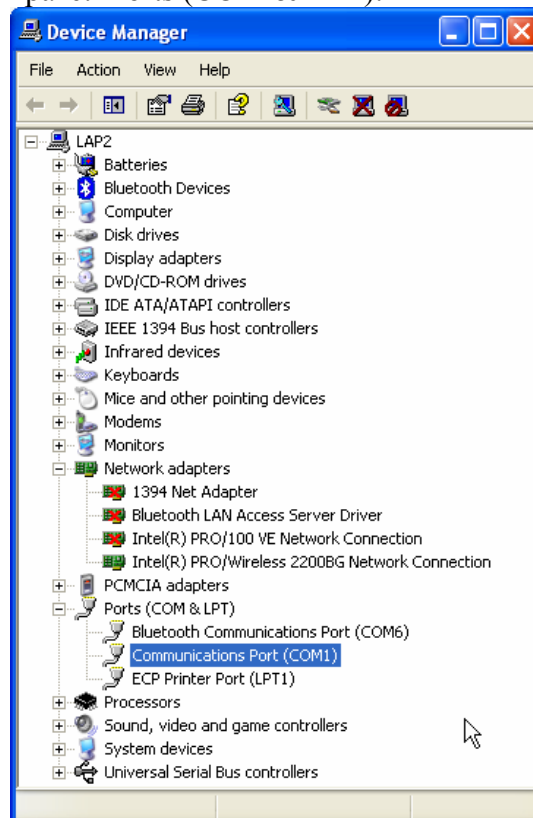 Device Manager
File Action View Help
LAP2
Batteries
Bluetooth Devices
Computer
Disk drives
Display adapters
DVD/CD-ROM drives
IDE ATA/ATAPI controllers
IEEE 1394 Bus host controllers
Infrared devices
Keyboards
Mice and other pointing devices
Modems
Monitors
Network adapters
1394 Net Adapter
Bluetooth LAN Access Server Driver
Intel(R) PRO/100 VE Network Connection
Intel(R) PRO/Wireless 2200BG Network Connection
PCMCIA adapters
Ports (COM & LPT)
Bluetooth Communications Port (COM6)
Communications Port (COM1)
ECP Printer Port (LPT1)
Processors
Sound, video and game controllers
System devices
Universal Serial Bus controllers